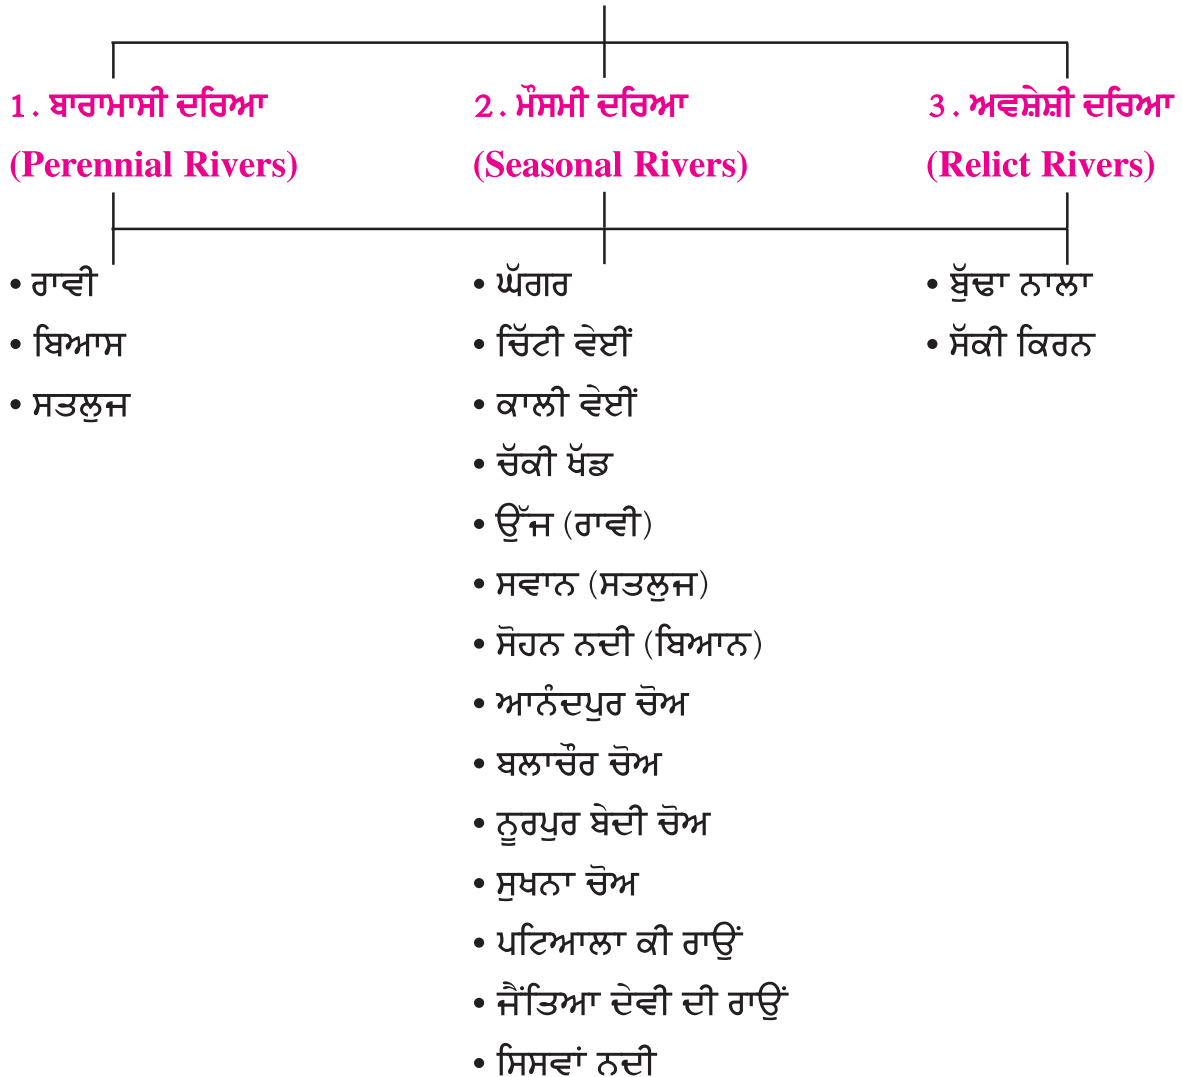 1. ਬਾਰਾਮਾਸੀ ਦਰਿਆ
(Perennial Rivers)
• ਰਾਵੀ
• ਬਿਆਸ
• ਸਤਲੁਜ
2. ਮੌਸਮੀ ਦਰਿਆ
(Seasonal Rivers)
• ਘੱਗਰ
• ਚਿੱਟੀ ਵੇਈਂ
• ਕਾਲੀ ਵੇਈਂ
• ਚੱਕੀ ਖੱਡ
• ਉੱਜ (ਰਾਵੀ)
• ਸਵਾਨ (ਸਤਲੁਜ)
• ਸੋਹਨ ਨਦੀ (ਬਿਆਨ)
• ਆਨੰਦਪੁਰ ਚੋਅ
• ਬਲਾਚੌਰ ਚੋਅ
• ਨੂਰਪੁਰ ਬੇਦੀ ਚੋਅ
• ਸੁਖਨਾ ਚੋਅ
• ਪਟਿਆਲਾ ਕੀ ਰਾਉਂ
• ਜੈਂਤਿਆ ਦੇਵੀ ਦੀ ਰਾਉਂ
• ਸਿਸਵਾਂ ਨਦੀ
3. ਅਵਸ਼ੇਸ਼ੀ ਦਰਿਆ
(Relict Rivers)
• ਬੁੱਢਾ ਨਾਲਾ
• ਸੱਕੀ ਕਿਰਨ